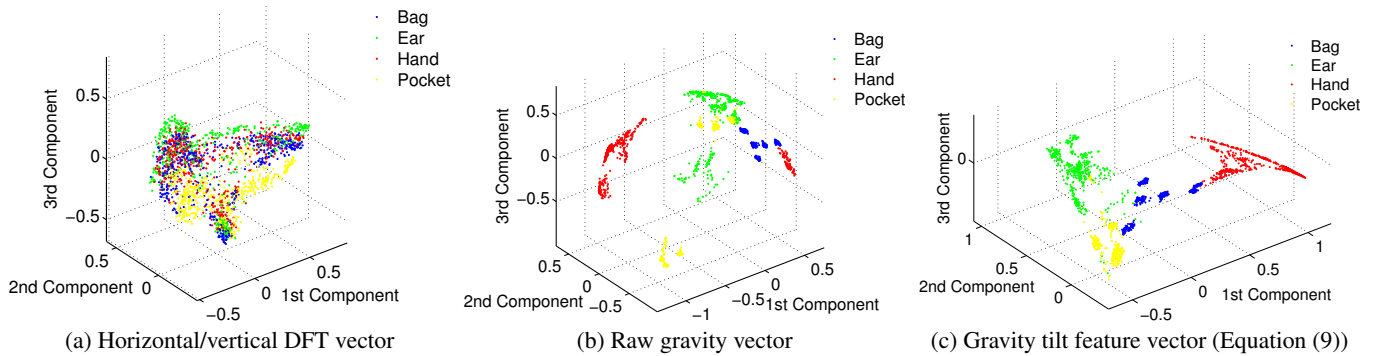 Bag
Ear
Hand
Pocket
0.5
0
−0.5
3rd Component
0.5
0
2nd Component
−0.5
0
0.5
1st Component
(a) Horizontal/vertical DFT vector
Bag
Ear
Hand
Pocket
0.5
0
−0.5
3rd Component
0.5
0
−0.5
2nd Component
−1
−0.5
0
0.5
1st Component
(b) Raw gravity vector
Bag
Ear
Hand
Pocket
0
3rd Component
1
0
2nd Component
−0.5
0
0.5
1
1st Component
(c) Gravity tilt feature vector (Equation (9))